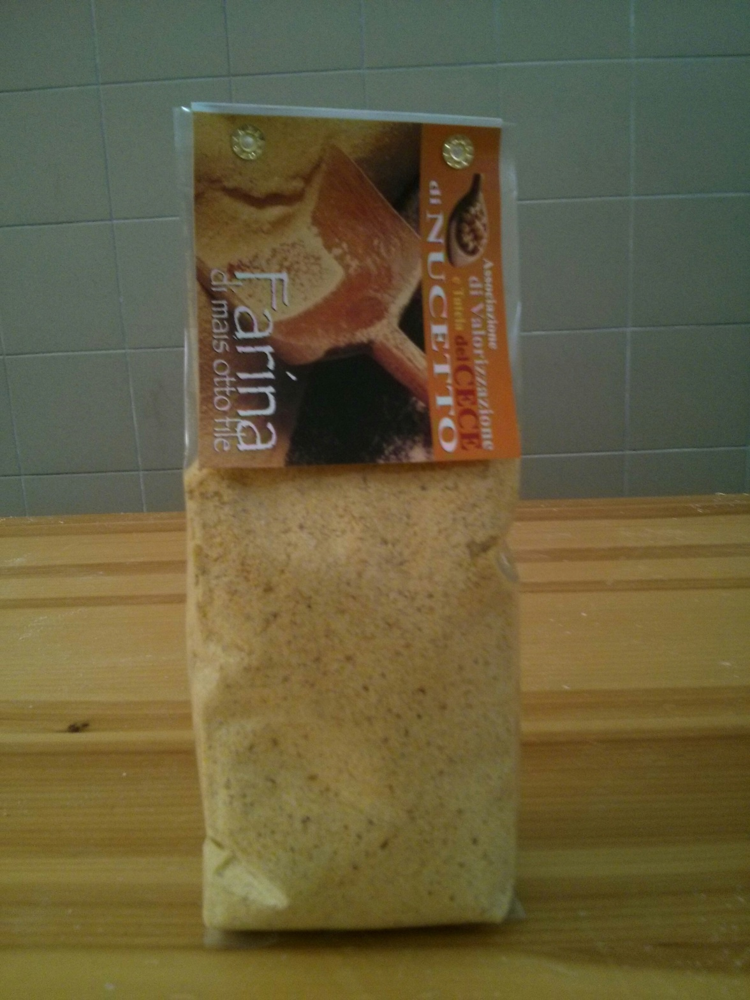 Associazione
di Valorizzazione
e Tutela del CECE
di NUCETTO
Farina
di mais otto file